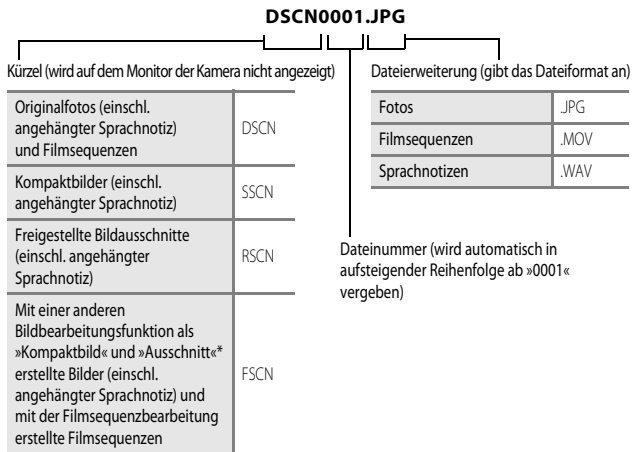 DSCN0001.JPG
Kürzel (wird auf dem Monitor der Kamera nicht angezeigt)
Originalfotos (einschl.
angehängter Sprachnotiz)
und Filmsequenzen
DSCN
Kompaktbilder (einschl.
angehängter Sprachnotiz)
SSCN
Freigestellte Bildausschnitte
(einschl. angehängter
Sprachnotiz)
RSCN
Mit einer anderen
Bildbearbeitungsfunktion als
»Kompaktbild« und »Ausschnitt«*
erstellte Bilder (einschl.
angehängter Sprachnotiz) und
mit der Filmsequenzbearbeitung
erstellte Filmsequenzen
FSCN
Dateierweiterung (gibt das Dateiformat an)
Fotos
.JPG
Filmsequenzen
.MOV
Sprachnotizen
.WAV
Dateinummer (wird automatisch in
aufsteigender Reihenfolge ab »0001«
vergeben)